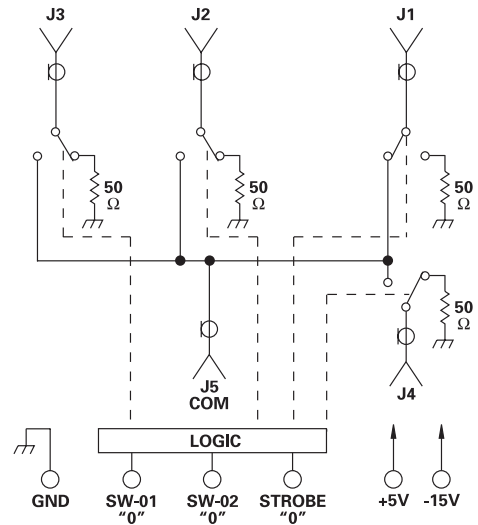 J3 J2 J1
50 Ω
50 Ω
50 Ω
50 Ω
J5
COM
J4
LOGIC
GND SW-01 SW-02 STROBE +5V -15V
“0” “0” “0”